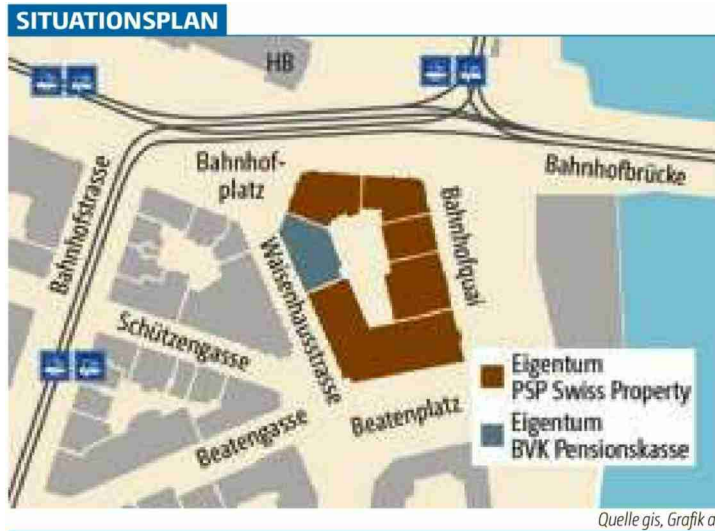 SITUATIONSPLAN
HB
Bahnhof-
platz
Bahnhofbrücke
Bahnhofstrasse
Bahnhofquai
Waisenhausstrasse
Schützengasse
Beatengasse
Beatenplatz
Eigentum
PSP Swiss Property
Eigentum
BVK Pensionskasse
Quelle gis, Grafik a